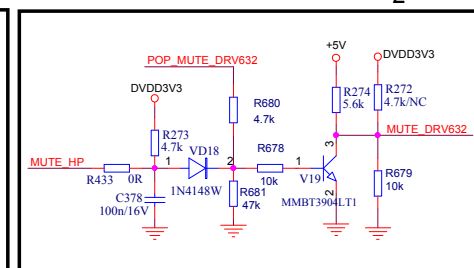 2
+5V
POP_MUTE_DRV632
DVDD3V3
DVDD3V3
R274
5.6k
R272
4.7k/NC
R680
4.7k
R273
4.7k
MUTE_DRV632
3
MUTE_HP
1
VD18
2
R678
1
R433
0R
1N4148W
10k
V19
R679
10k
R681
47k
2
C378
100n/16V
MMBT3904LT1